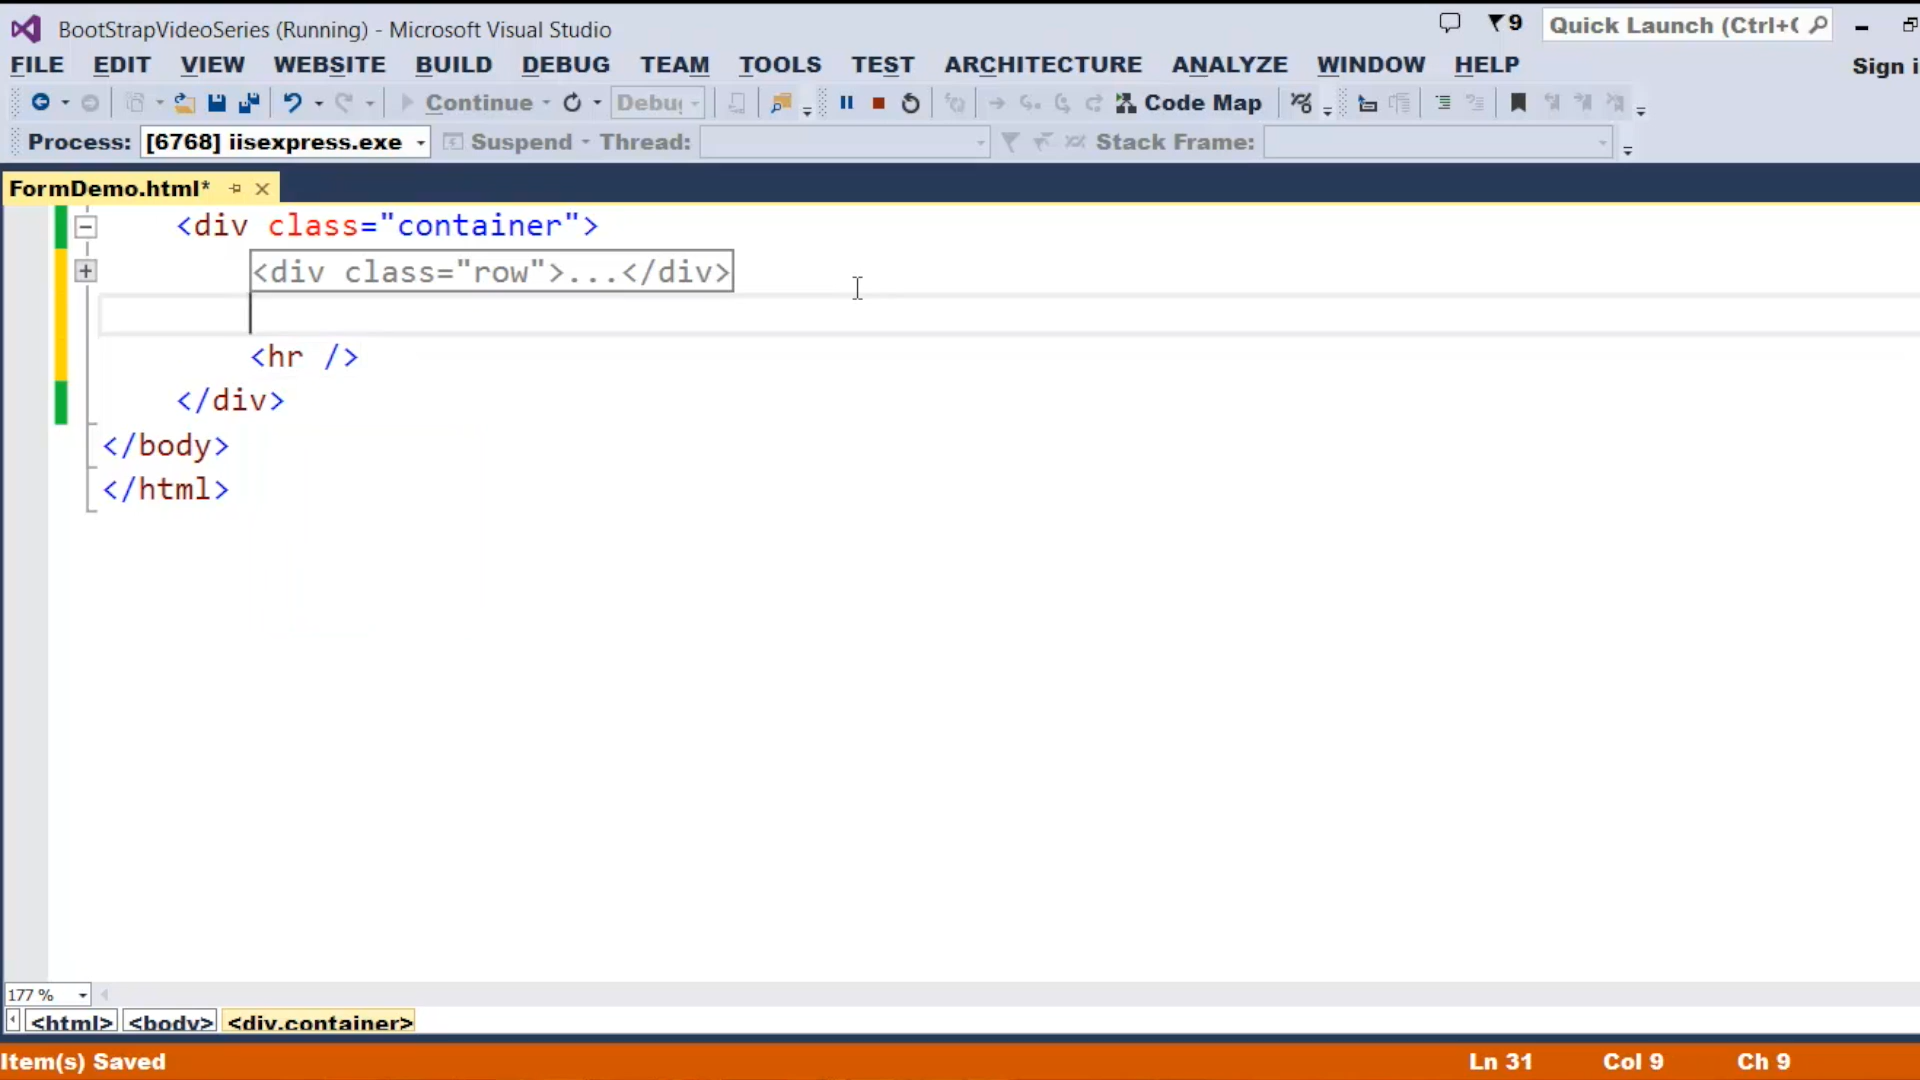 BootStrapVideoSeries (Running) - Microsoft Visual Studio
9
Quick Launch (Ctrl+(
FILE EDIT VIEW WEBSITE BUILD DEBUG TEAM TOOLS TEST ARCHITECTURE ANALYZE WINDOW HELP
Sign i
Continue Debu Code Map
Process: [6768] iisexpress.exe Suspend Thread: Stack Frame:
FormDemo.html*
<div class="container">
<div class="row">...</div>
<hr />
</div>
</body>
</html>
177 %
<html> <body> <div.container>
Item(s) Saved
Ln 31 Col 9 Ch 9